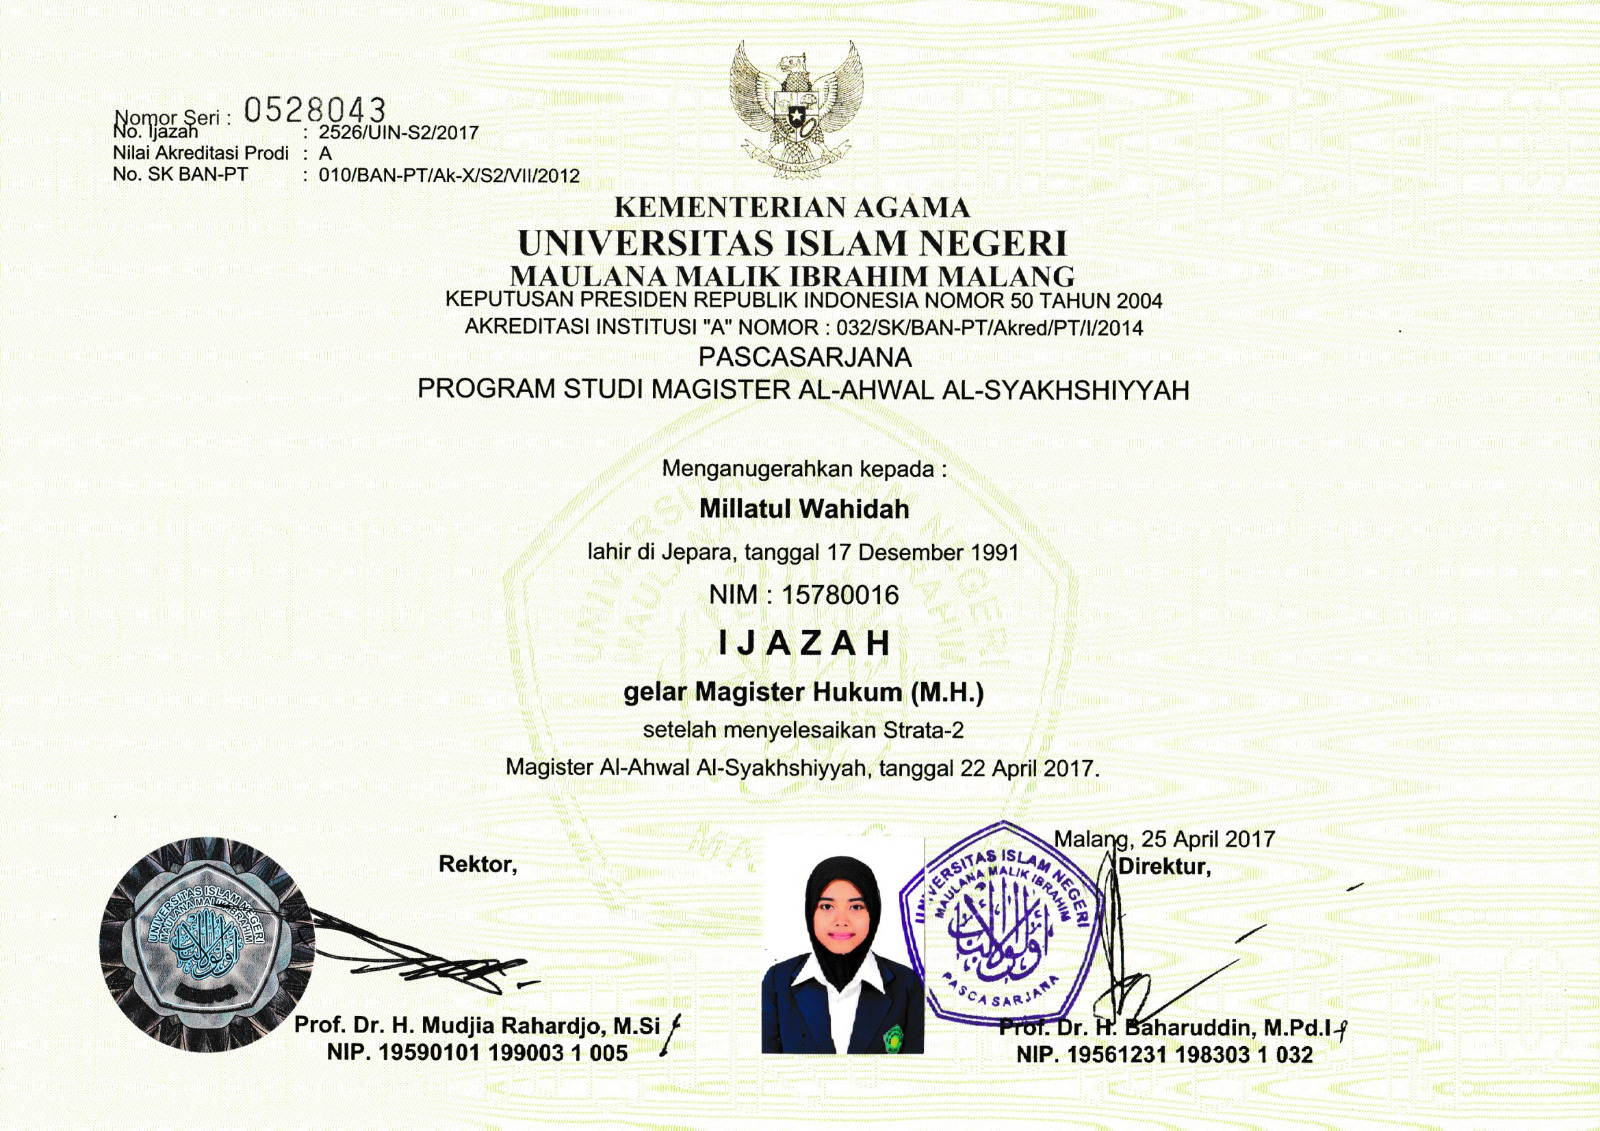 Nomor Seri : 0528043
No. Ijazah : 2526/UIN-S2/2017
Nilai Akreditasi Prodi : A
No. SK BAN-PT : 010/BAN-PT/Ak-X/S2/VII/2012
KEMENTERIAN AGAMA
UNIVERSITAS ISLAM NEGERI
MAULANA MALIK IBRAHIM MALANG
KEPUTUSAN PRESIDEN REPUBLIK INDONESIA NOMOR 50 TAHUN 2004
AKREDITASI INSTITUSI "A" NOMOR : 032/SK/BAN-PT/Akred/PT/I/2014
PASCASARJANA
PROGRAM STUDI MAGISTER AL-AHWAL AL-SYAKHSHIYYAH
Menganugerahkan kepada :
Millatul Wahidah
lahir di Jepara, tanggal 17 Desember 1991
NIM : 15780016
IJAZAH
gelar Magister Hukum (M.H.)
setelah menyelesaikan Strata-2
Magister Al-Ahwal Al-Syakhshiyyah, tanggal 22 April 2017.
Malang, 25 April 2017
Rektor,
Direktur,
UNIVERSITAS ISLAM NEGERI
MAULANA MALIK IBRAHIM
UNIVERSITAS ISLAM NEGERI
MAULANA MALIK IBRAHIM
PASCASARJANA
Prof. Dr. H. Mudjia Rahardjo, M.Si
NIP. 19590101 199003 1 005
Prof. Dr. H. Baharuddin, M.Pd.I
NIP. 19561231 198303 1 032